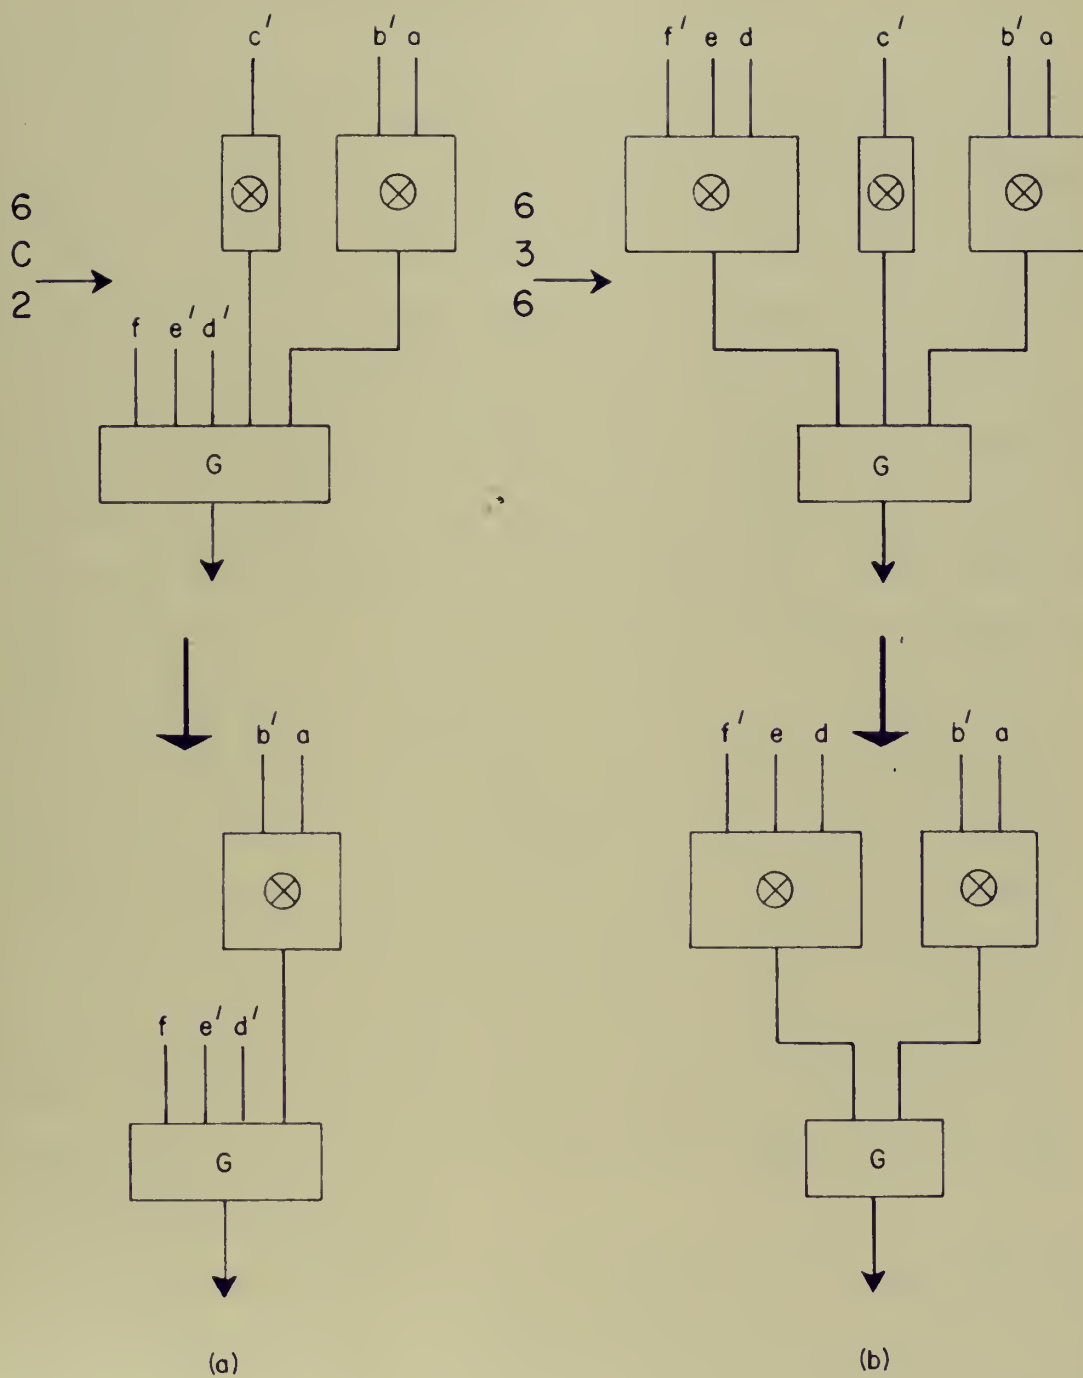 c′ b′ a
f′ e d c′ b′ a
6
C
2
6
3
6
f e′ d′
G
G
b′ a
f′ e d b′ a
f e′ d′
G
G
(a)
(b)